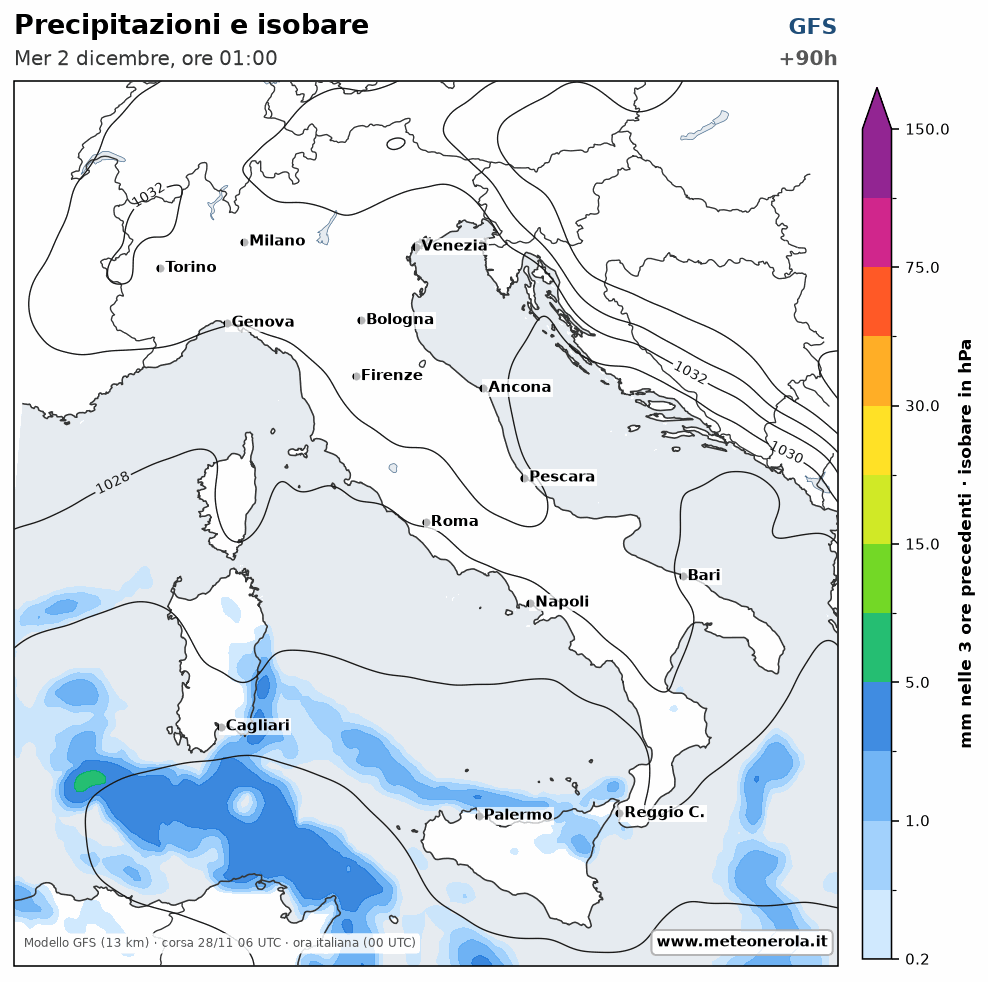 Precipitazioni e isobare
GFS
Mer 2 dicembre, ore 01:00
+90h
150.0
1032
Milano
Venezia
Torino
75.0
Genova
Bologna
Firenze
1032
Ancona
30.0
1030
1028
Pescara
Roma
15.0
Bari
Napoli
5.0
Cagliari
Palermo
Reggio C.
1.0
mm nelle 3 ore precedenti · isobare in hPa
Modello GFS (13 km) · corsa 28/11 06 UTC · ora italiana (00 UTC)
www.meteonerola.it
0.2